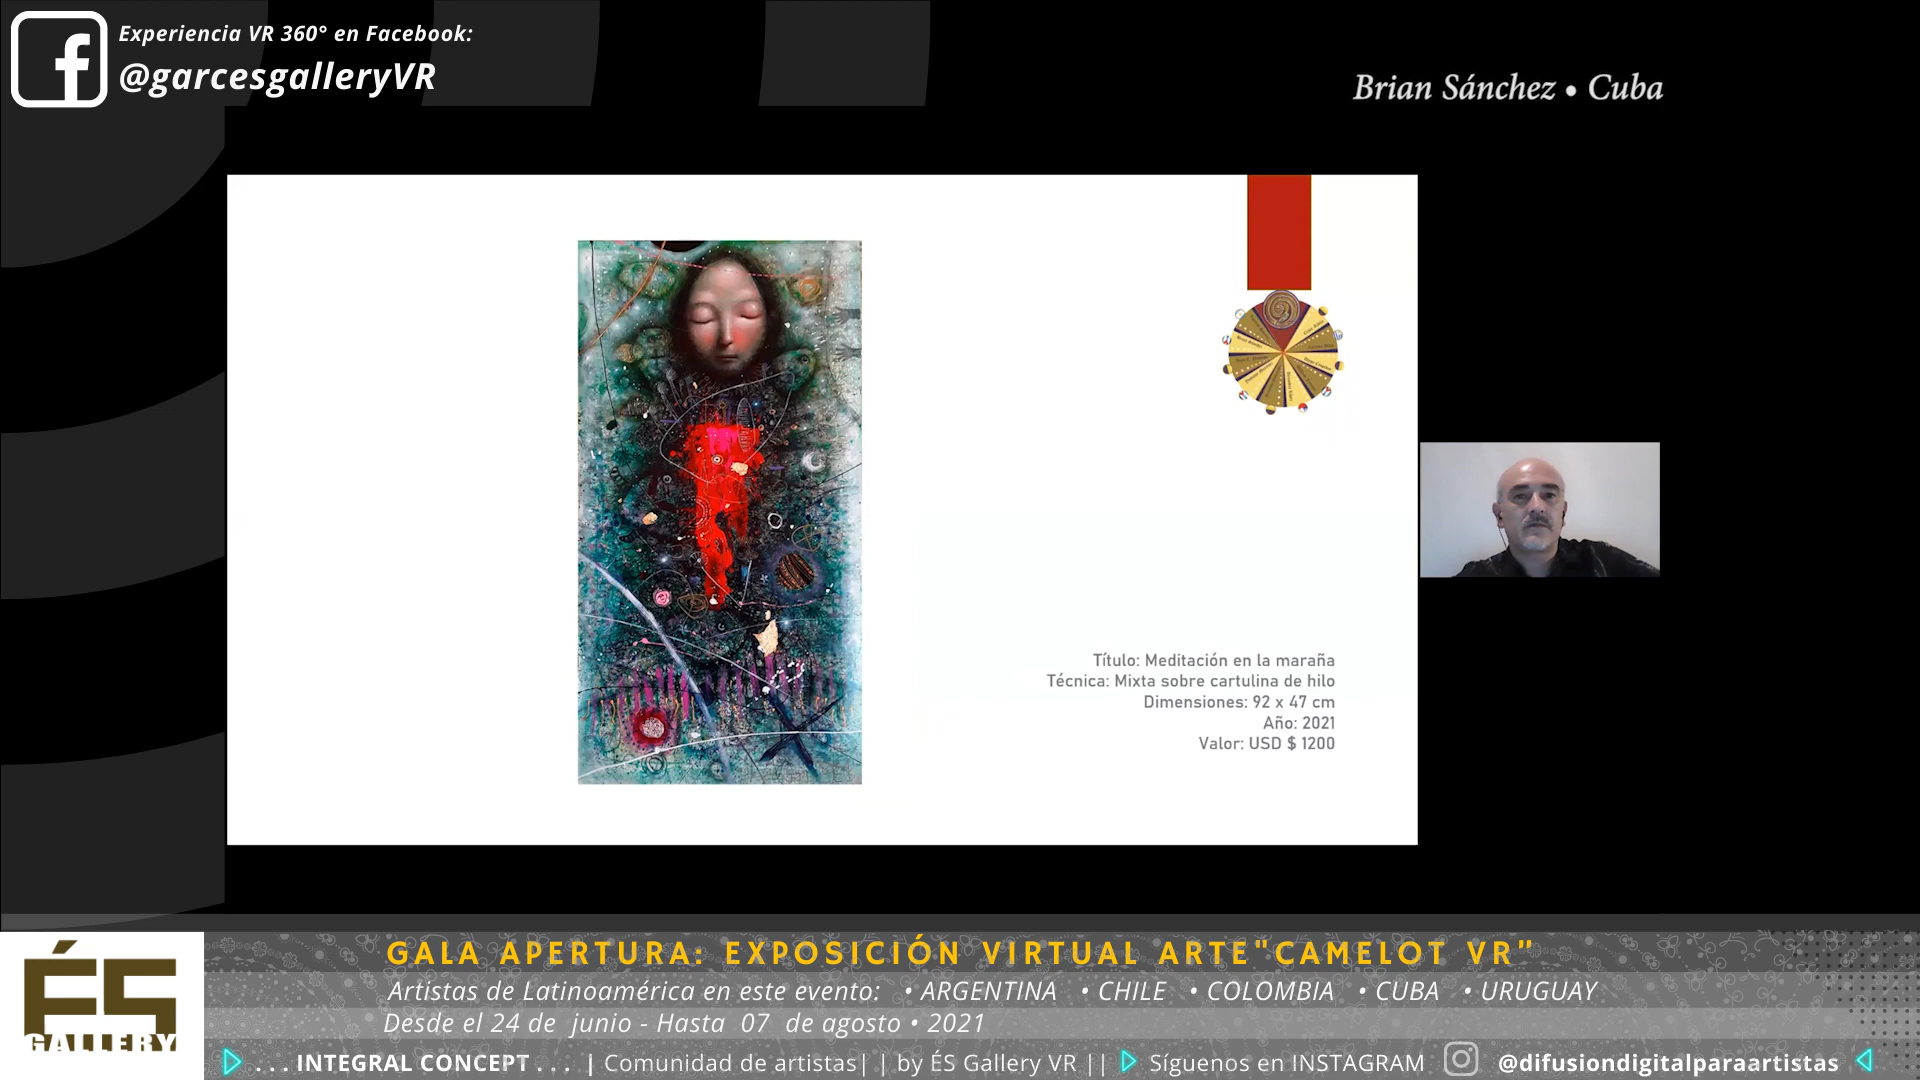 Experiencia VR 360° en Facebook:
@garcesgalleryVR
Brian Sánchez • Cuba
Título: Meditación en la maraña
Técnica: Mixta sobre cartulina de hilo
Dimensiones: 92 x 47 cm
Año: 2021
Valor: USD $ 1200
ÉS
GALLERY
GALA APERTURA: EXPOSICIÓN VIRTUAL ARTE"CAMELOT VR"
Artistas de Latinoamérica en este evento: • ARGENTINA • CHILE • COLOMBIA • CUBA • URUGUAY
Desde el 24 de junio - Hasta 07 de agosto • 2021
. . . INTEGRAL CONCEPT . . . | Comunidad de artistas| | by ÉS Gallery VR || Síguenos en INSTAGRAM @difusiondigitalparaartistas